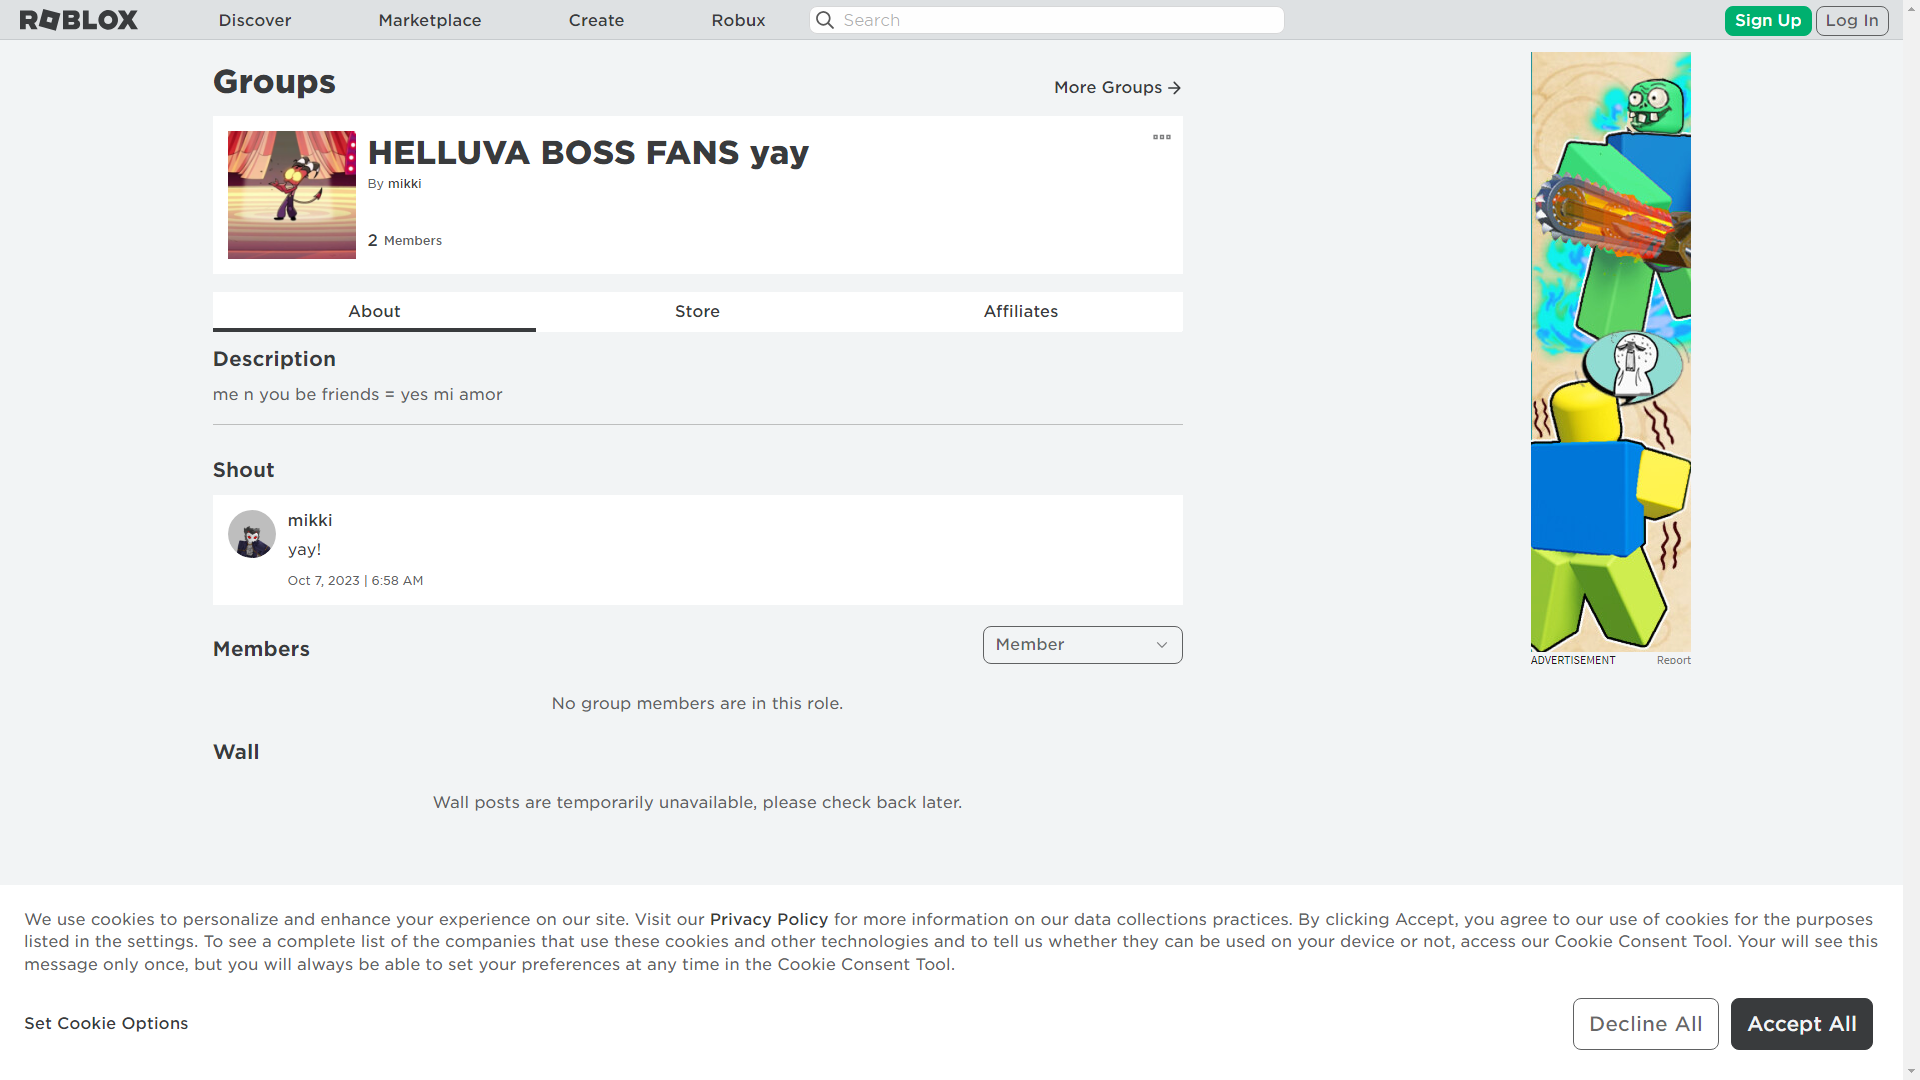 ROBLOX
Discover
Marketplace
Create
Robux
Search
Sign Up
Log In
Groups
More Groups
HELLUVA BOSS FANS yay
By mikki
2 Members
About
Store
Affiliates
Description
me n you be friends = yes mi amor
Shout
mikki
yay!
Oct 7, 2023 | 6:58 AM
Members
Member
No group members are in this role.
Wall
Wall posts are temporarily unavailable, please check back later.
ADVERTISEMENT
Report
We use cookies to personalize and enhance your experience on our site. Visit our Privacy Policy for more information on our data collections practices. By clicking Accept, you agree to our use of cookies for the purposes
listed in the settings. To see a complete list of the companies that use these cookies and other technologies and to tell us whether they can be used on your device or not, access our Cookie Consent Tool. Your will see this
message only once, but you will always be able to set your preferences at any time in the Cookie Consent Tool.
Set Cookie Options
Decline All
Accept All